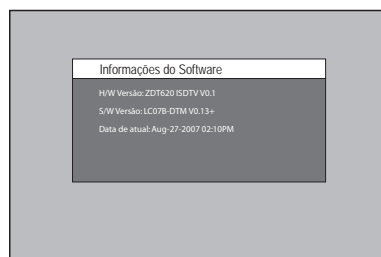 Informações do Software
H/W Versão: ZDT620 ISDTV V0.1
S/W Versão: LC07B-DTM V0.13+
Data de atual: Aug-27-2007 02:10PM